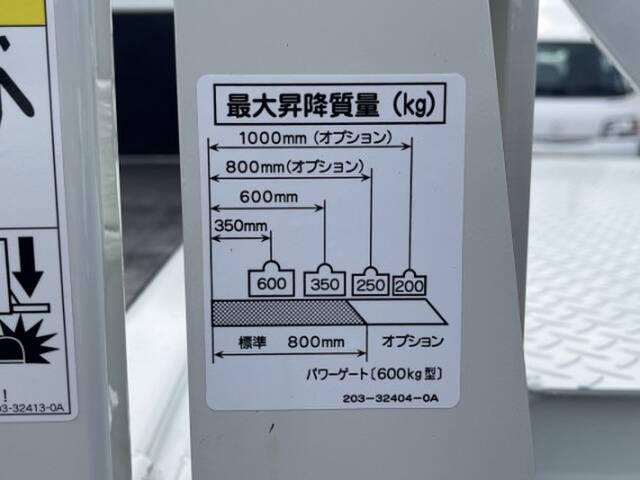 最大昇降質量 (kg)
1000mm (オプション)
800mm(オプション)
600mm
350mm
600 350 250 200
標準 800mm オプション
パワーゲート〔600kg型〕
203-32404-0A
!
03-32413-0A